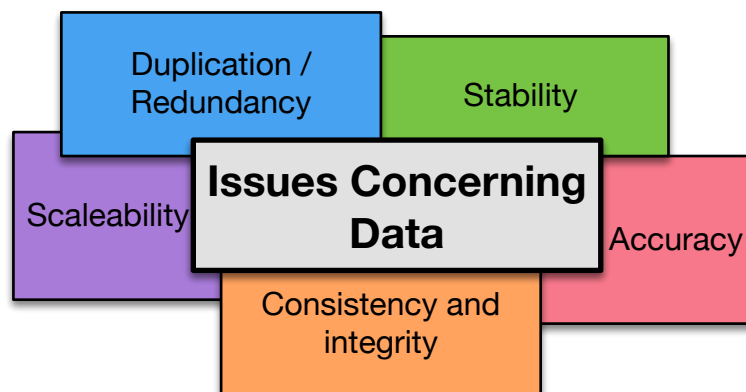 Duplication /
Redundancy
Stability
Issues Concerning
Data
Scaleability
Accuracy
Consistency and
integrity